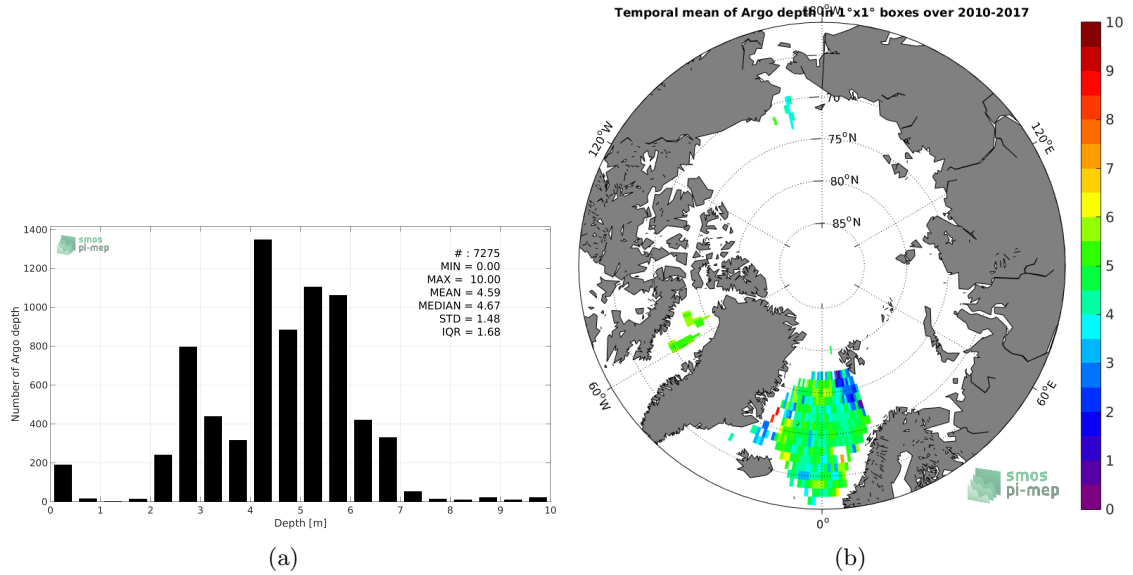 Temporal mean of Argo depth in 1°x1° boxes over 2010-2017
180°W
120°W
120°E
60°W
60°E
0°
70°N
75°N
80°N
85°N
10
9
8
7
6
5
4
3
2
1
0
smos
pi-mep
smos
pi-mep
# : 7275
MIN = 0.00
MAX = 10.00
MEAN = 4.59
MEDIAN = 4.67
STD = 1.48
IQR = 1.68
Number of Argo depth
1400
1200
1000
800
600
400
200
0
0 1 2 3 4 5 6 7 8 9 10
Depth [m]
(a)
(b)